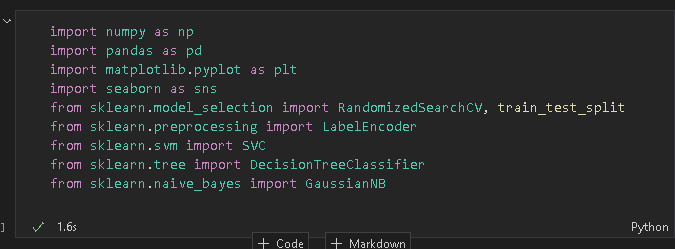 import numpy as np
import pandas as pd
import matplotlib.pyplot as plt
import seaborn as sns
from sklearn.model_selection import RandomizedSearchCV, train_test_split
from sklearn.preprocessing import LabelEncoder
from sklearn.svm import SVC
from sklearn.tree import DecisionTreeClassifier
from sklearn.naive_bayes import GaussianNB
] ✓ 1.6s Python
+ Code + Markdown